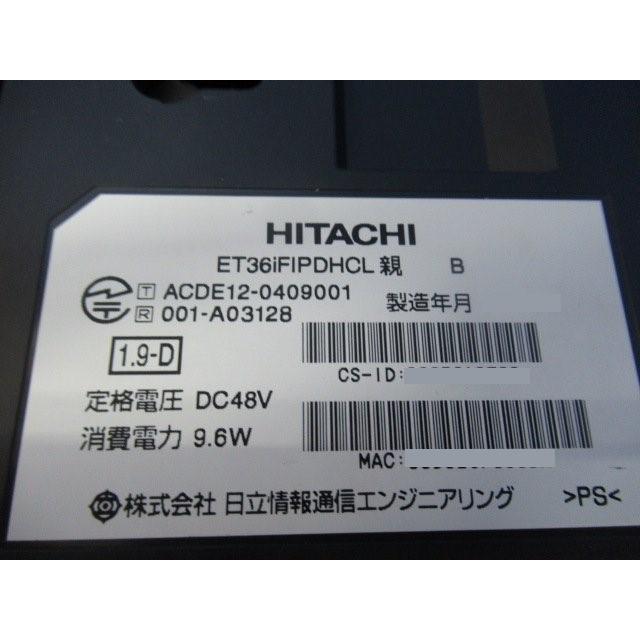 HITACHI
ET36iFIPDHCL 親 B
T ACDE12-0409001
R 001-A03128
製造年月
1.9-D
CS-ID:
定格電圧 DC48V
消費電力 9.6W
MAC:
株式会社 日立情報通信エンジニアリング >PS<